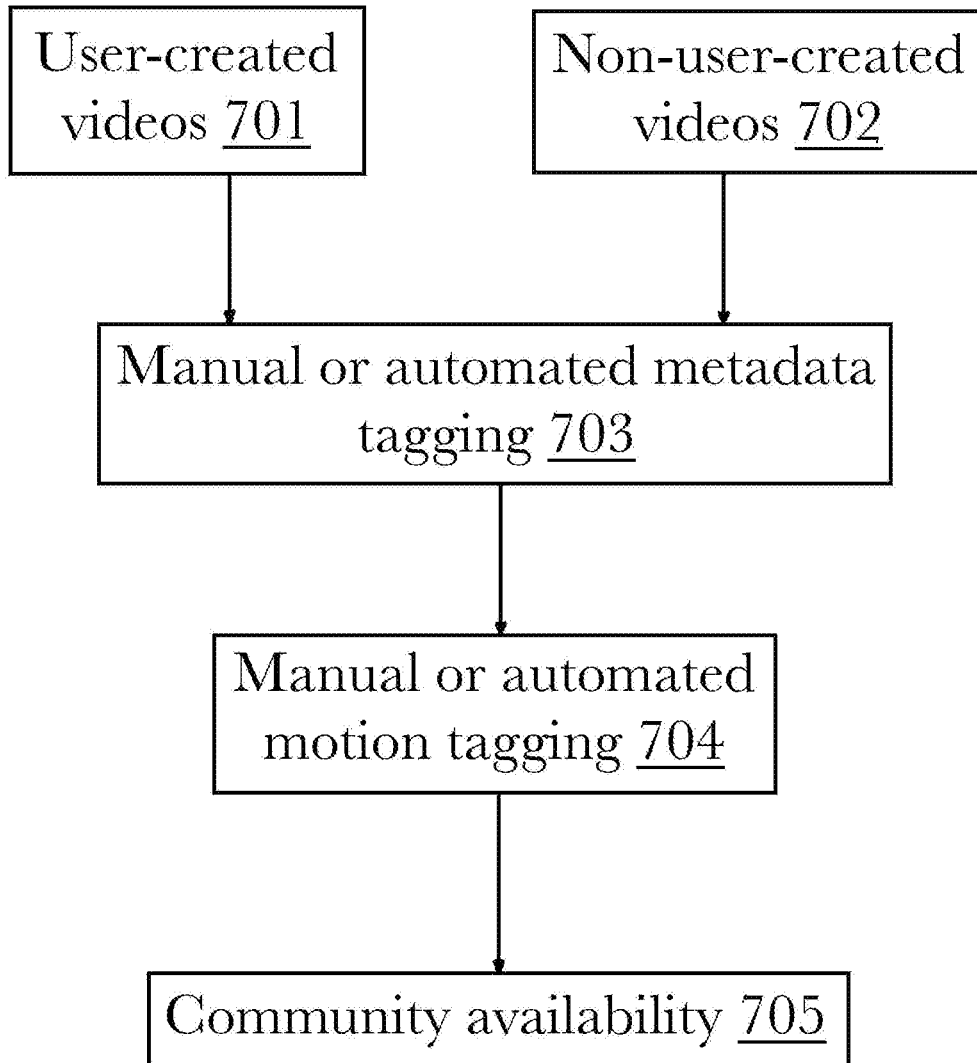 User-created
videos 701
Non-user-created
videos 702
Manual or automated metadata
tagging 703
Manual or automated
motion tagging 704
Community availability 705